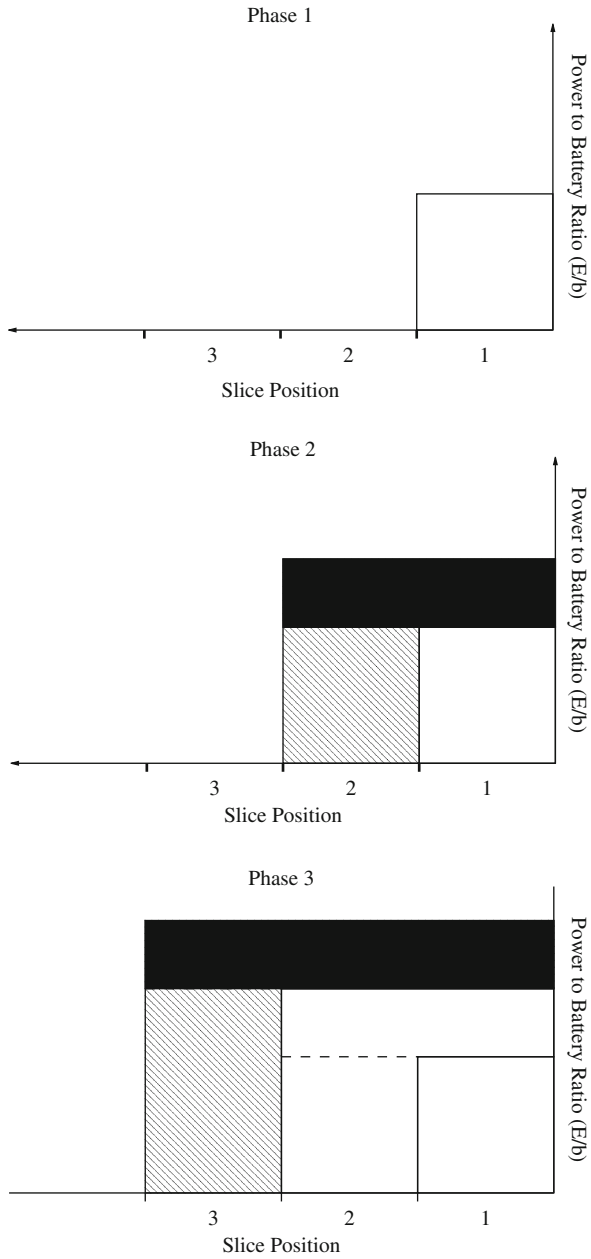 Phase 1
Power to Battery Ratio (E/b)
3 2 1
Slice Position
Phase 2
Power to Battery Ratio (E/b)
3 2 1
Slice Position
Phase 3
Power to Battery Ratio (E/b)
3 2 1
Slice Position